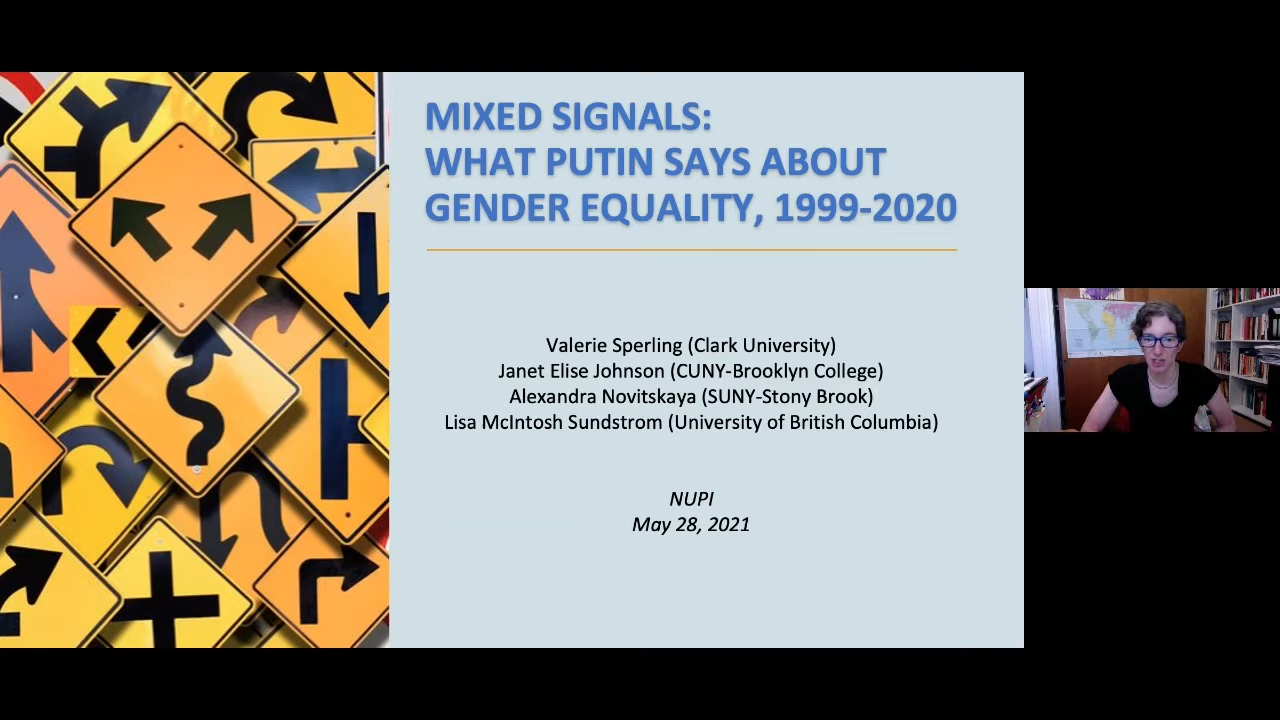 MIXED SIGNALS:
WHAT PUTIN SAYS ABOUT
GENDER EQUALITY, 1999-2020
Valerie Sperling (Clark University)
Janet Elise Johnson (CUNY-Brooklyn College)
Alexandra Novitskaya (SUNY-Stony Brook)
Lisa McIntosh Sundstrom (University of British Columbia)
NUPI
May 28, 2021